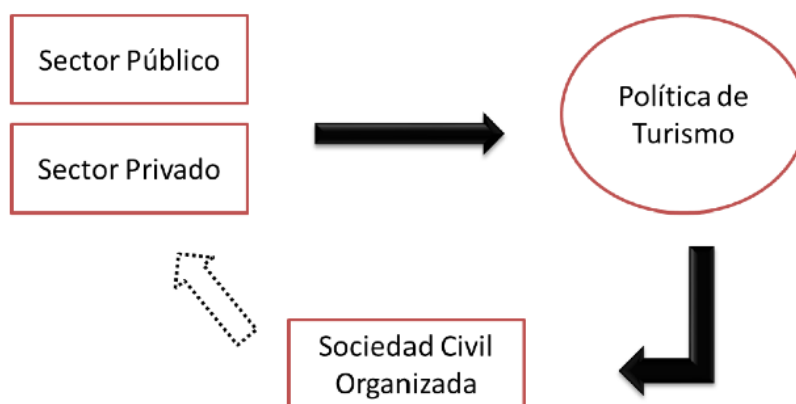 Sector Público
Sector Privado
Política de
Turismo
Sociedad Civil
Organizada